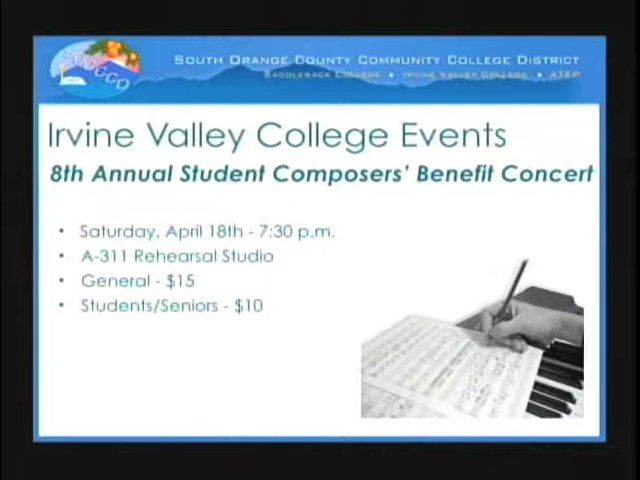 SOCCCD
South Orange County Community College District
Saddleback College • Irvine Valley College • ATEP
Irvine Valley College Events
8th Annual Student Composers' Benefit Concert
• Saturday, April 18th - 7:30 p.m.
• A-311 Rehearsal Studio
• General - $15
• Students/Seniors - $10